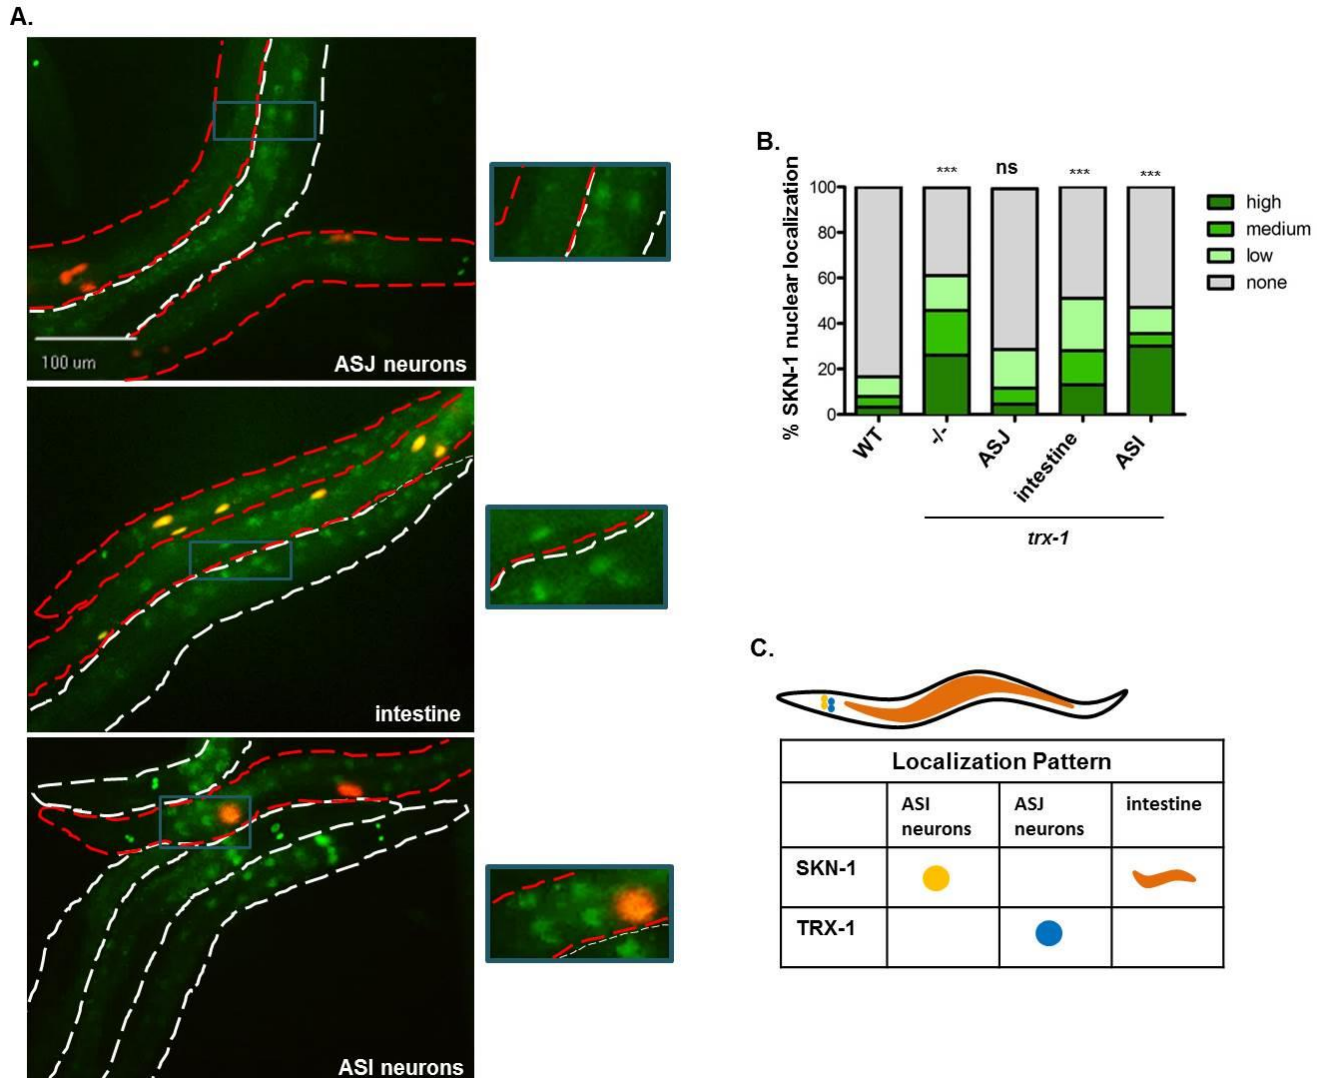 A.
100 um
ASJ neurons
intestine
ASI neurons
B.
% SKN-1 nuclear localization
100
80
60
40
20
0
***
ns
***
***
high
medium
low
none
WT
-/-
ASJ
intestine
ASI
trx-1
C.
Localization Pattern
ASI
neurons
ASJ
neurons
intestine
SKN-1
TRX-1